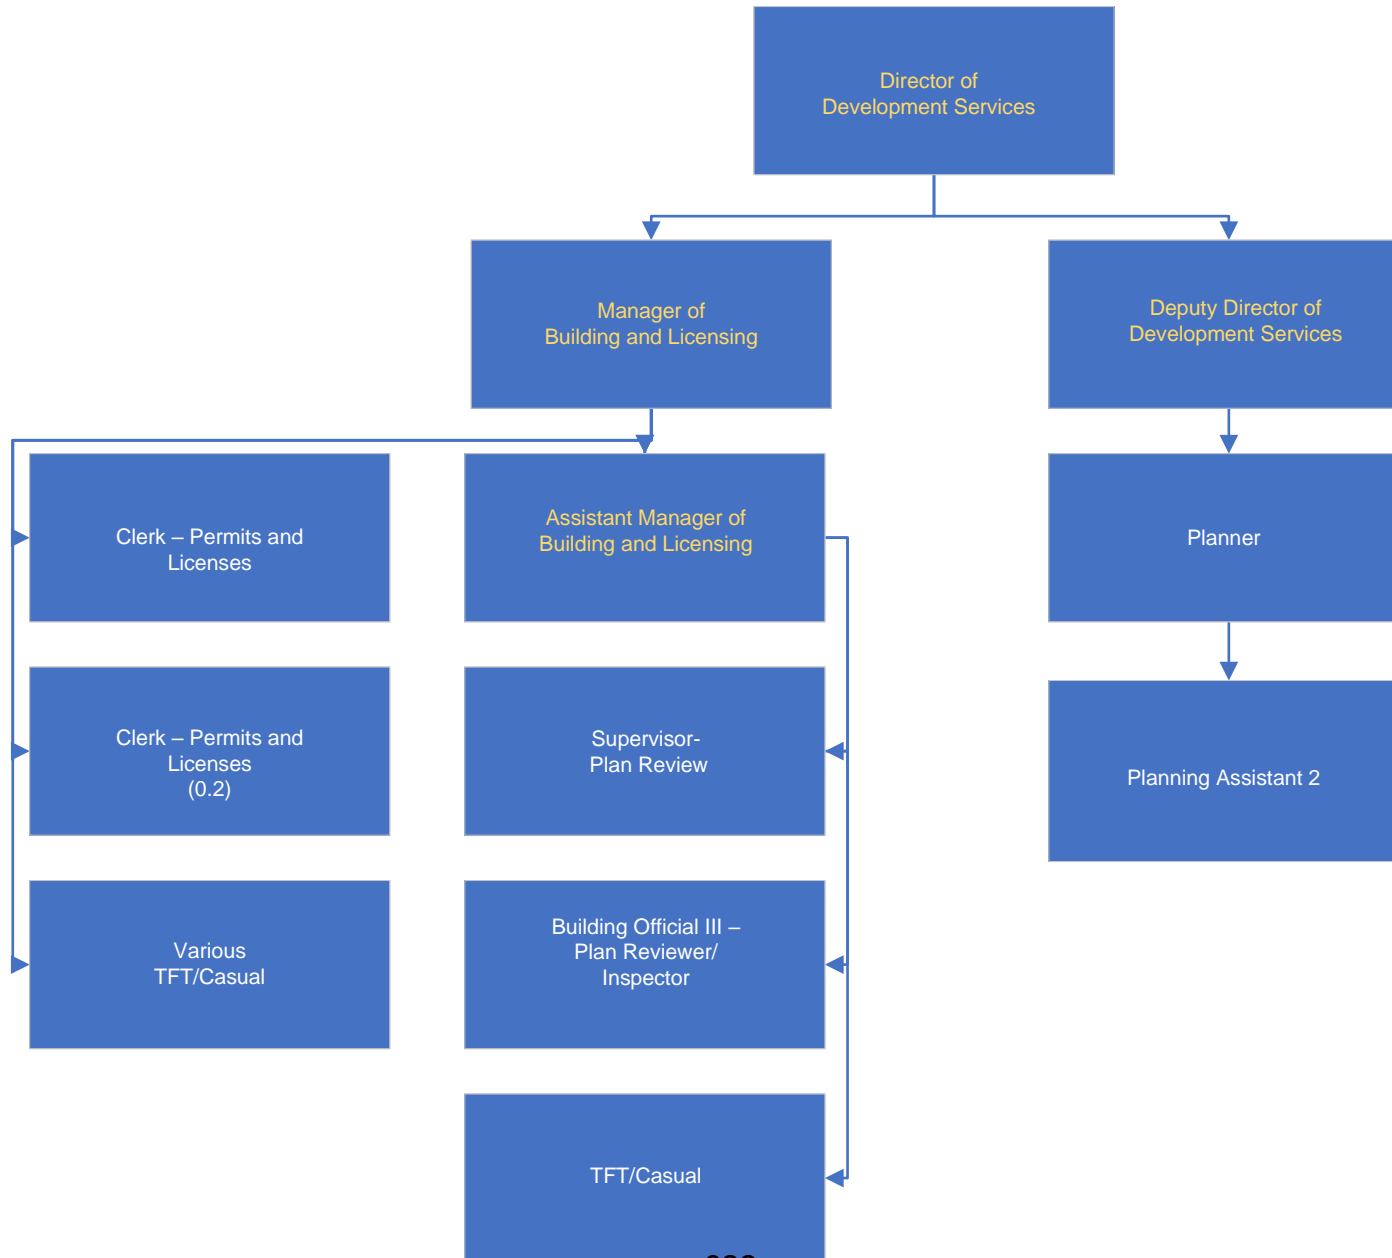 Director of
Development Services
Manager of
Building and Licensing
Deputy Director of
Development Services
Clerk – Permits and
Licenses
Assistant Manager of
Building and Licensing
Planner
Clerk – Permits and
Licenses
(0.2)
Supervisor-
Plan Review
Planning Assistant 2
Various
TFT/Casual
Building Official III –
Plan Reviewer/
Inspector
TFT/Casual